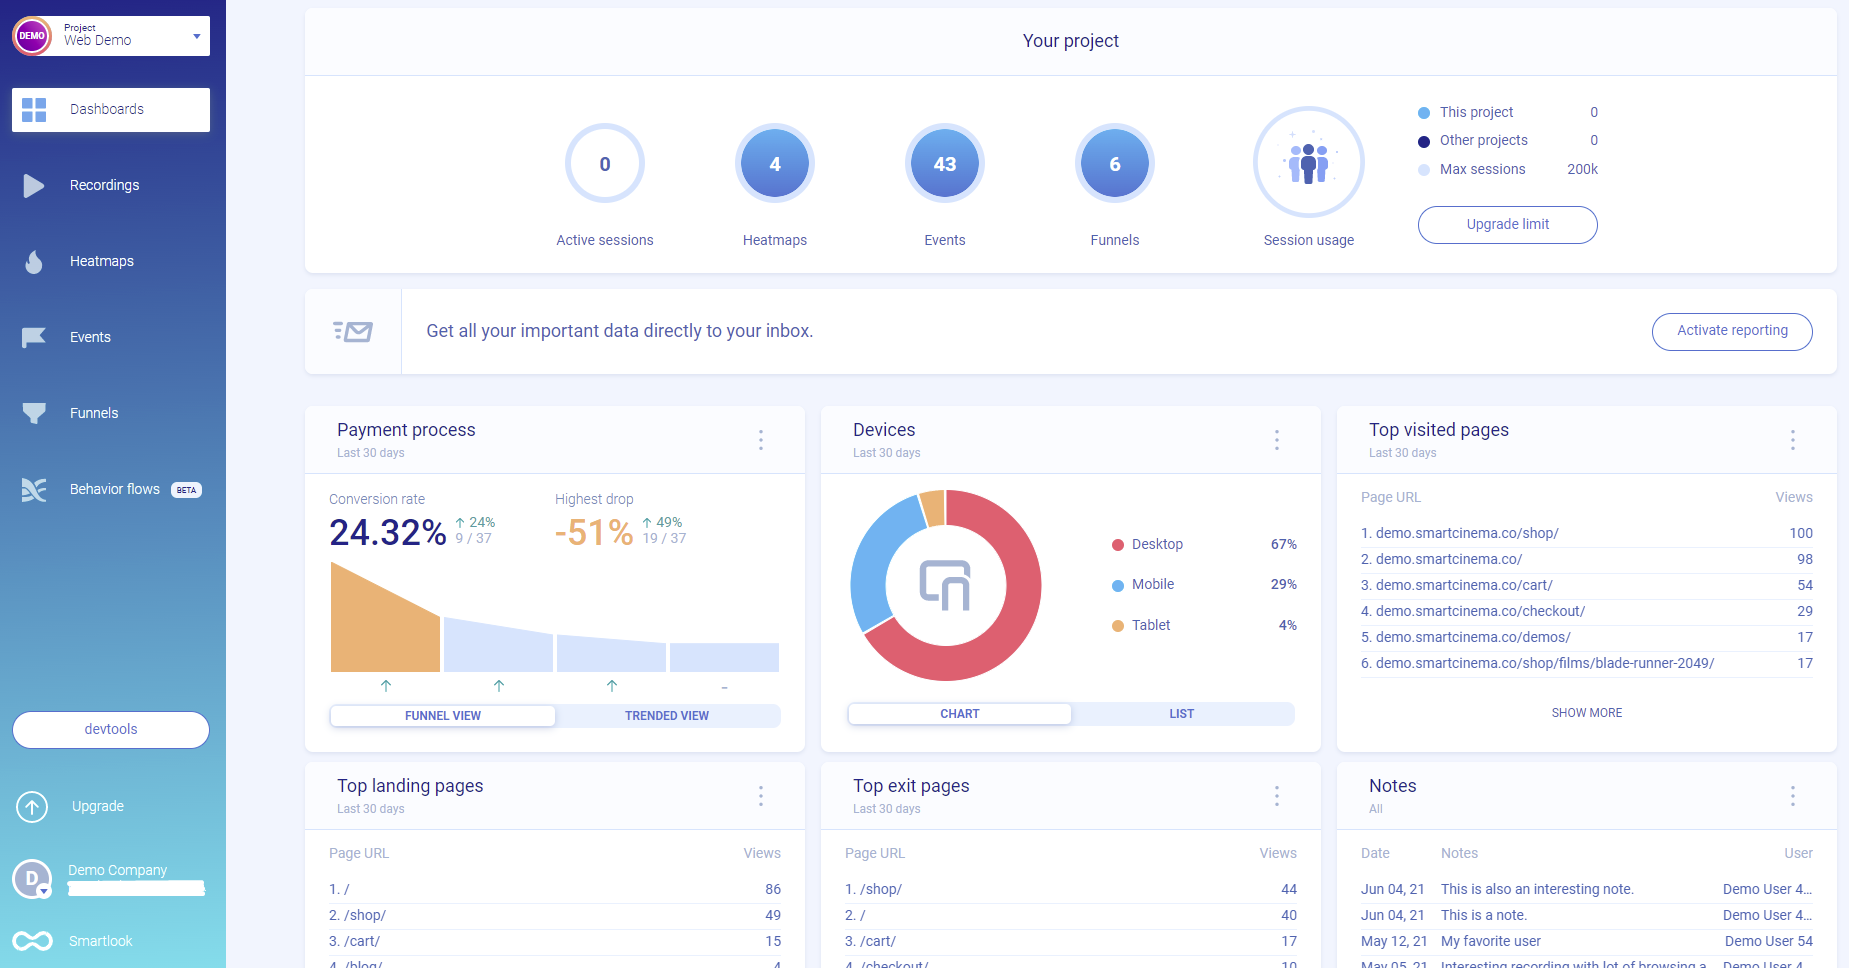 DEMO
Project
Web Demo
Dashboards
Recordings
Heatmaps
Events
Funnels
Behavior flows BETA
devtools
Upgrade
D
Demo Company
Smartlook
Your project
0
Active sessions
4
Heatmaps
43
Events
6
Funnels
Session usage
This project 0
Other projects 0
Max sessions 200k
Upgrade limit
Get all your important data directly to your inbox.
Activate reporting
Payment process
Last 30 days
Conversion rate
24.32% ↑ 24%
9 / 37
Highest drop
-51% ↑ 49%
19 / 37
↑ ↑ ↑ –
FUNNEL VIEW TRENDED VIEW
Devices
Last 30 days
Desktop 67%
Mobile 29%
Tablet 4%
CHART LIST
Top visited pages
Last 30 days
Page URL Views
1. demo.smartcinema.co/shop/ 100
2. demo.smartcinema.co/ 98
3. demo.smartcinema.co/cart/ 54
4. demo.smartcinema.co/checkout/ 29
5. demo.smartcinema.co/demos/ 17
6. demo.smartcinema.co/shop/films/blade-runner-2049/ 17
SHOW MORE
Top landing pages
Last 30 days
Page URL Views
1. / 86
2. /shop/ 49
3. /cart/ 15
4. /blog/ 4
Top exit pages
Last 30 days
Page URL Views
1. /shop/ 44
2. / 40
3. /cart/ 17
4. /checkout/ 10
Notes
All
Date Notes User
Jun 04, 21 This is also an interesting note. Demo User 4...
Jun 04, 21 This is a note. Demo User 4...
May 12, 21 My favorite user Demo User 54
May 05, 21 Interesting recording with lot of browsing a Demo User 4